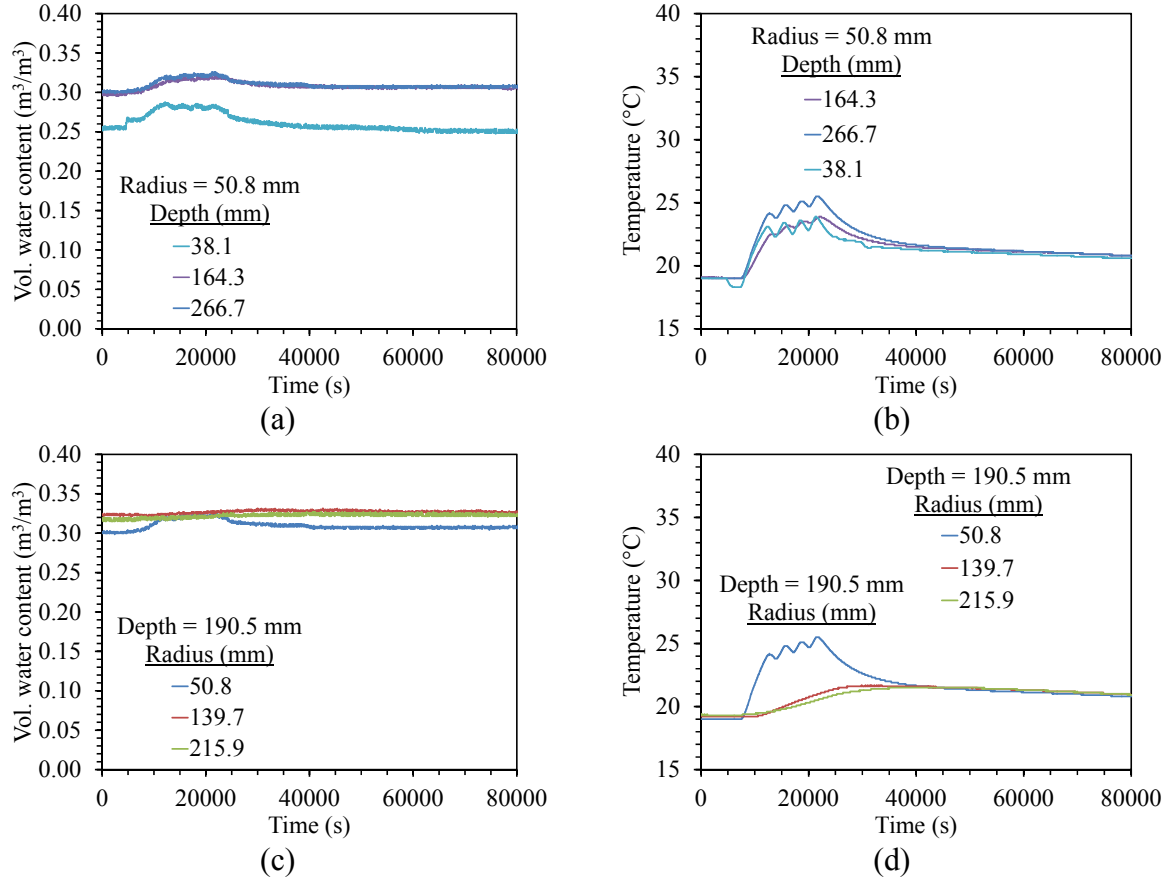 0.40
0.35
0.30
0.25
0.20
0.15
0.10
0.05
0.00
Vol. water content (m³/m³)
Radius = 50.8 mm
Depth (mm)
38.1
164.3
266.7
0 20000 40000 60000 80000
Time (s)
(a)
40
35
30
25
20
15
Temperature (°C)
Radius = 50.8 mm
Depth (mm)
164.3
266.7
38.1
0 20000 40000 60000 80000
Time (s)
(b)
0.40
0.35
0.30
0.25
0.20
0.15
0.10
0.05
0.00
Vol. water content (m³/m³)
Depth = 190.5 mm
Radius (mm)
50.8
139.7
215.9
0 20000 40000 60000 80000
Time (s)
(c)
40
35
30
25
20
15
Temperature (°C)
Depth = 190.5 mm
Radius (mm)
50.8
139.7
215.9
Depth = 190.5 mm
Radius (mm)
0 20000 40000 60000 80000
Time (s)
(d)